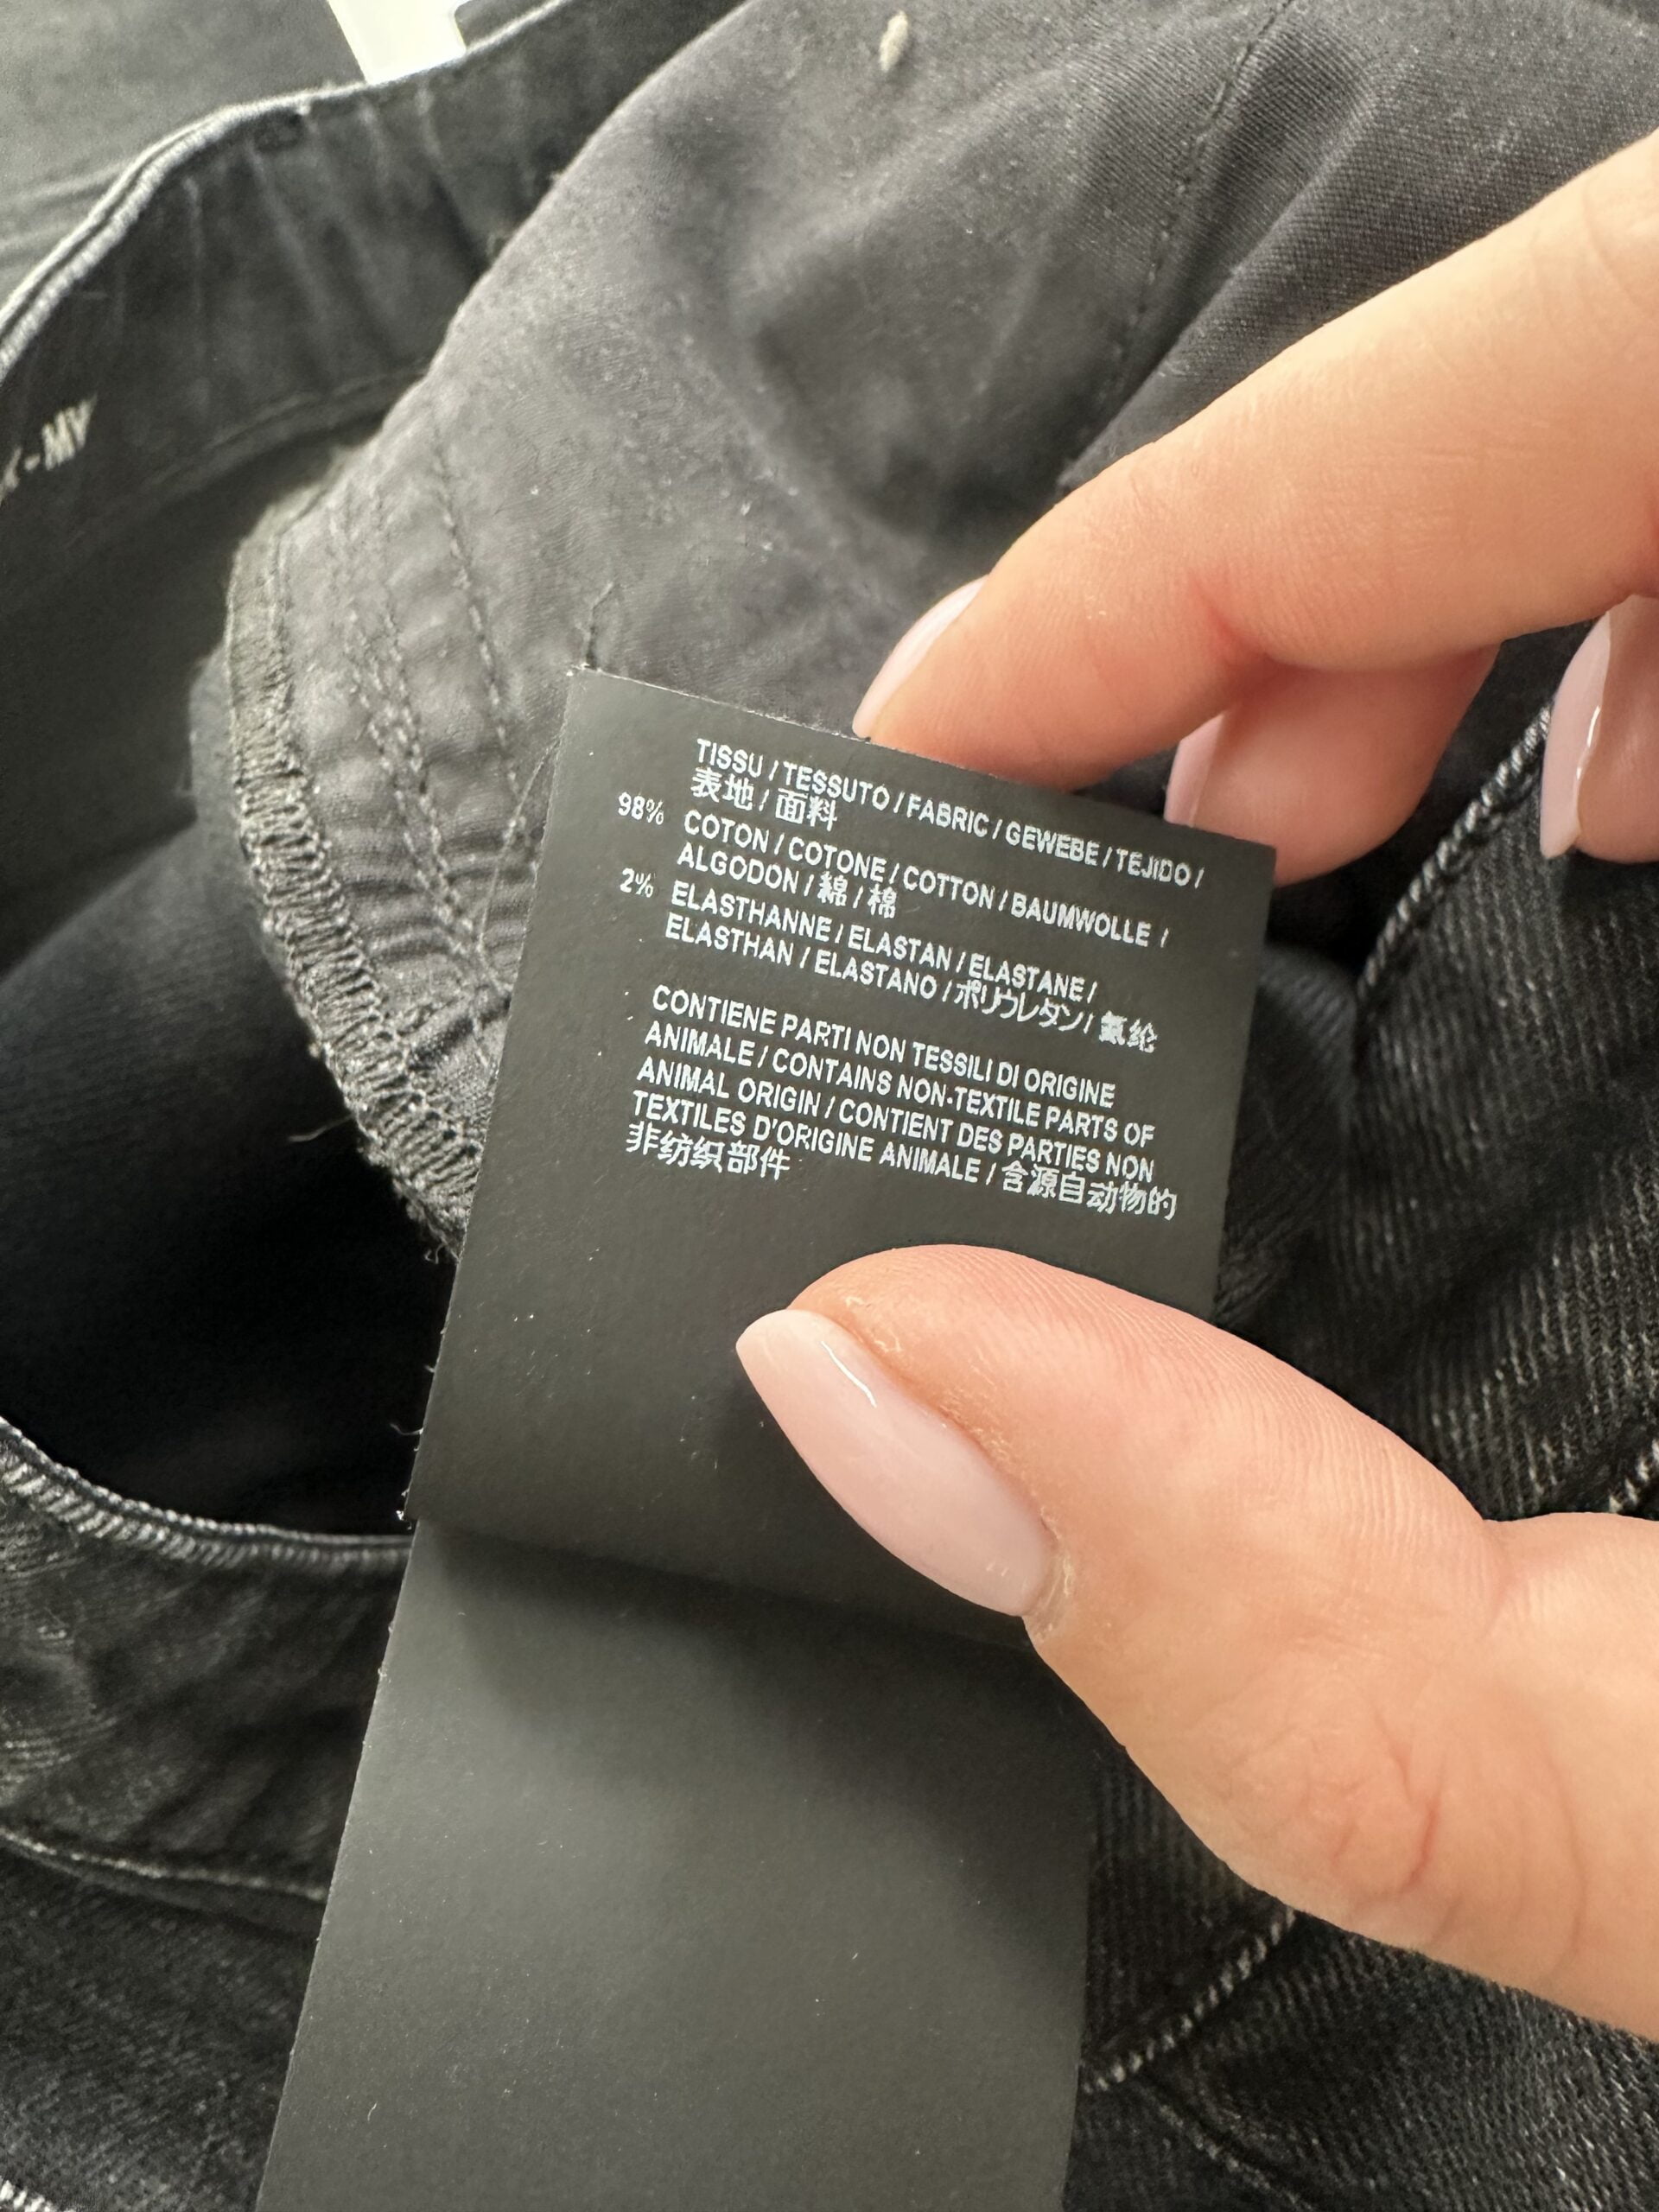 -MY
TISSU / TESSUTO / FABRIC / GEWEBE / TEJIDO /
表地 / 面料
98% COTON / COTONE / COTTON / BAUMWOLLE /
ALGODON / 綿 / 棉
2% ELASTHANNE / ELASTAN / ELASTANE /
ELASTHAN / ELASTANO / ポリウレタン / 氨纶
CONTIENE PARTI NON TESSILI DI ORIGINE
ANIMALE / CONTAINS NON-TEXTILE PARTS OF
ANIMAL ORIGIN / CONTIENT DES PARTIES NON
TEXTILES D'ORIGINE ANIMALE / 含源自动物的
非纺织部件